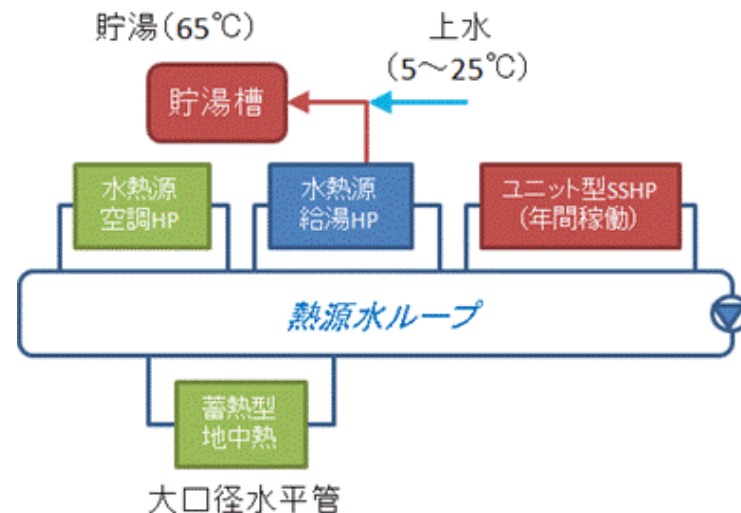 貯湯(65℃)
上水
(5～25℃)
貯湯槽
水熱源
空調HP
水熱源
給湯HP
ユニット型SSHP
(年間稼働)
熱源水ループ
蓄熱型
地中熱
大口径水平管